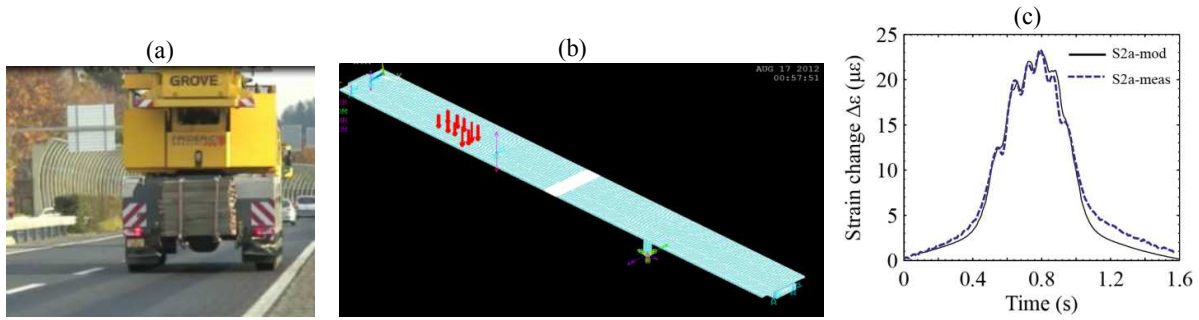 (a)
GROVE
(b)
AUG 17 2012
00:57:51
(c)
25
20
15
10
5
0
Strain change Δε (με)
S2a-mod
S2a-meas
0
0.4
0.8
1.2
1.6
Time (s)